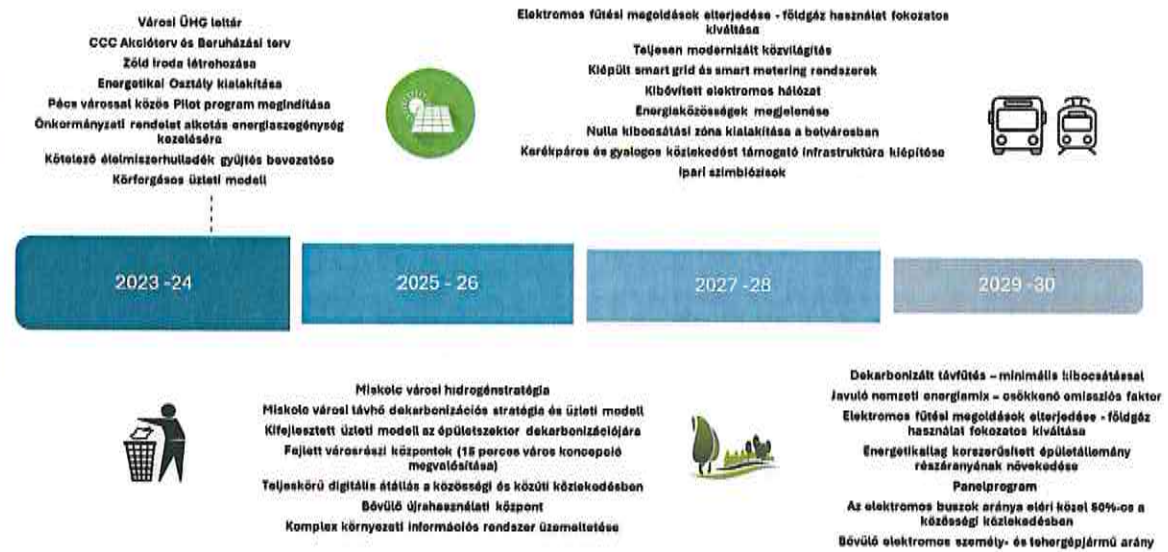 Városi ÜHG leltár
CCC Akcióterv és Beruházási terv
Zöld Iroda létrehozása
Energetikai Osztály kialakítása
Pécs várossal közös Pilot program megindítása
Önkormányzati rendelet alkotás energiaszegénység
kezelésére
Kötelező élelmiszerhulladék gyűjtés bevezetése
Körforgásos üzleti modell
Elektromos fűtési megoldások elterjedése - földgáz használat fokozatos
kiváltása
Teljesen modernizált közvilágítás
Kiépült smart grid és smart metering rendszerek
Kibővített elektromos hálózat
Energiaközösségek megjelenése
Nulla kibocsátási zóna kialakítása a belvárosban
Kerékpáros és gyalogos közlekedést támogató infrastruktúra kiépítése
Ipari szimbiózisok
2023 -24
2025 - 26
2027 -28
2029 -30
Miskolc városi hidrogénstratégia
Miskolc városi távhő dekarbonizációs stratégia és üzleti modell
Kifejlesztett üzleti modell az épületszektor dekarbonizációjára
Fejlett városrészi központok (15 perces város koncepció
megvalósítása)
Teljeskörű digitális átállás a közösségi és közúti közlekedésben
Bővülő újrahasználati központ
Komplex környezeti információs rendszer üzemeltetése
Dekarbonizált távfűtés – minimális kibocsátással
Javuló nemzeti energiamix – csökkenő emissziós faktor
Elektromos fűtési megoldások elterjedése - földgáz
használat fokozatos kiváltása
Energetikailag korszerűsített épületállomány
részarányának növekedése
Panelprogram
Az elektromos buszok aránya eléri közel 50%-os a
közösségi közlekedésben
Bővülő elektromos személy- és tehergépjármű arány